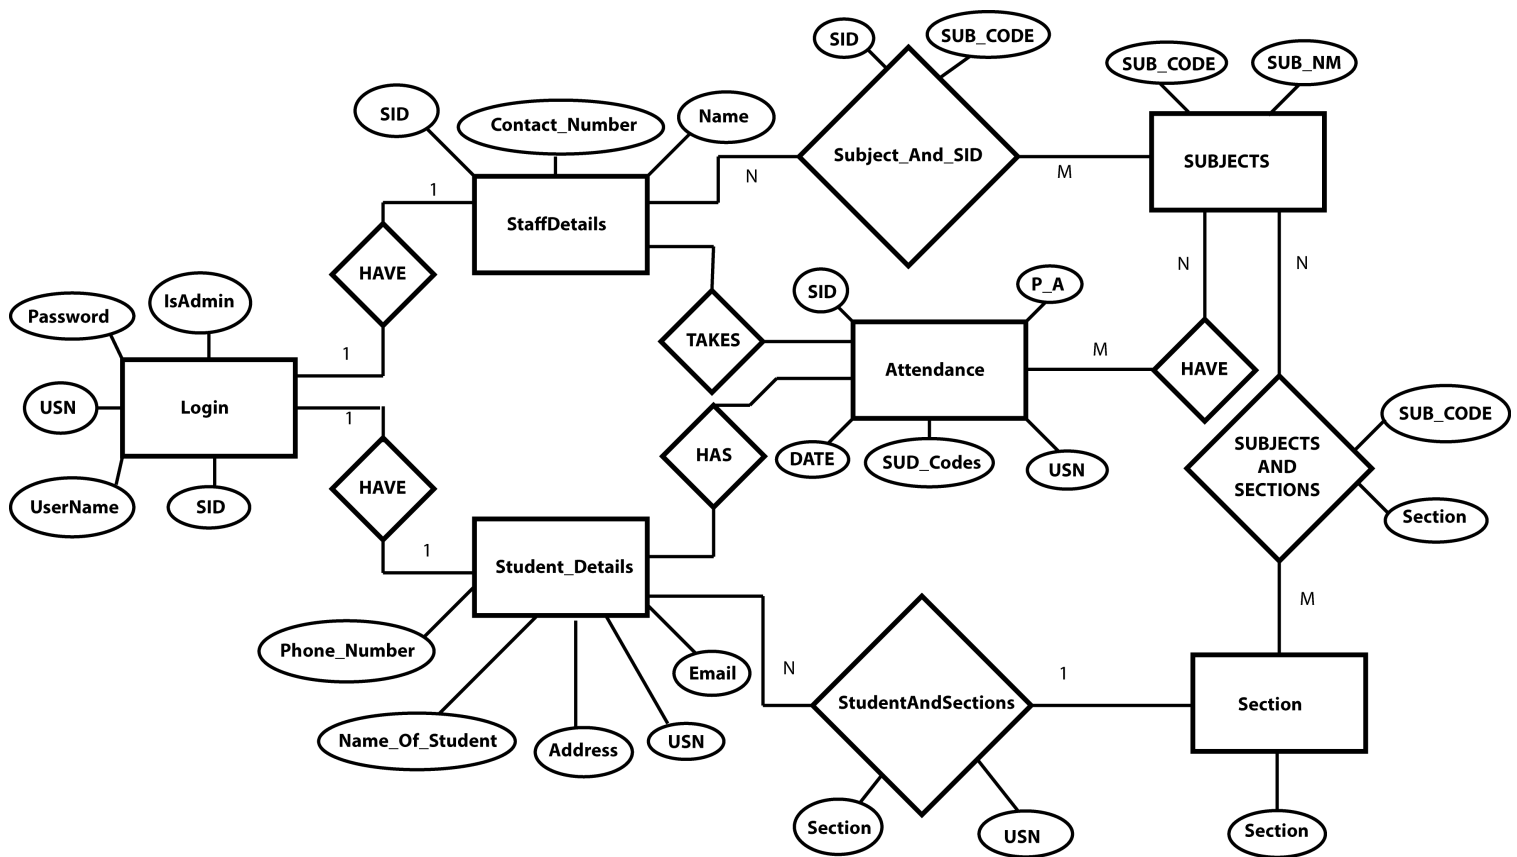 SID
SUB_CODE
SUB_CODE
SUB_NM
SID
Contact_Number
Name
Subject_And_SID
SUBJECTS
N
M
1
StaffDetails
HAVE
N
N
IsAdmin
SID
P_A
Password
TAKES
1
M
Attendance
HAVE
USN
Login
1
SUB_CODE
HAS
DATE
SUD_Codes
USN
SUBJECTS
AND
SECTIONS
HAVE
UserName
SID
Section
1
Student_Details
M
Phone_Number
Email
N
1
StudentAndSections
Section
Name_Of_Student
Address
USN
Section
USN
Section